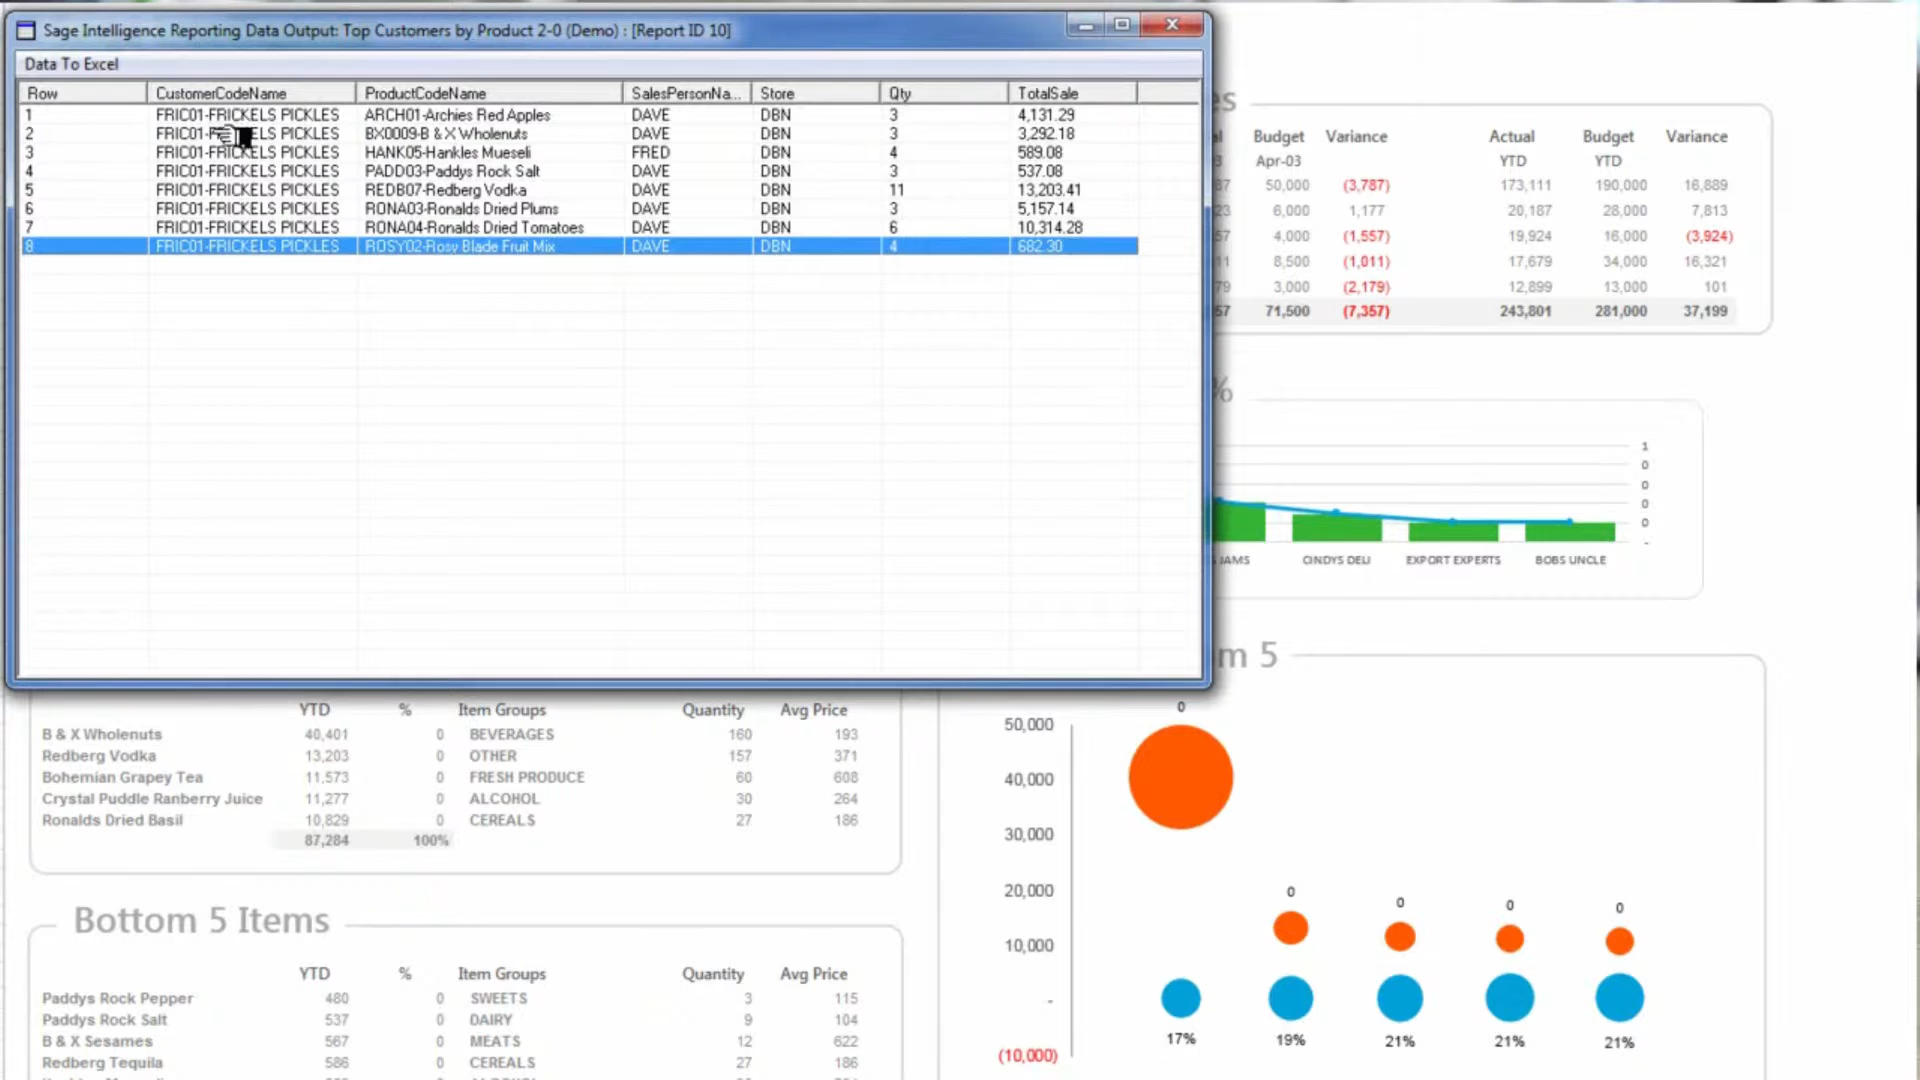 Sage Intelligence Reporting Data Output: Top Customers by Product 2-0 (Demo) : [Report ID 10]
Data To Excel
Row CustomerCodeName ProductCodeName SalesPersonNa... Store Qty TotalSale
1 FRIC01-FRICKELS PICKLES ARCH01-Archies Red Apples DAVE DBN 3 4,131.29
2 FRIC01-FRICKELS PICKLES BX0009-B & X Wholenuts DAVE DBN 3 3,292.18
3 FRIC01-FRICKELS PICKLES HANK05-Hankles Mueseli FRED DBN 4 589.08
4 FRIC01-FRICKELS PICKLES PADD03-Paddys Rock Salt DAVE DBN 3 537.08
5 FRIC01-FRICKELS PICKLES REDB07-Redberg Vodka DAVE DBN 11 13,203.41
6 FRIC01-FRICKELS PICKLES RONA03-Ronalds Dried Plums DAVE DBN 3 5,157.14
7 FRIC01-FRICKELS PICKLES RONA04-Ronalds Dried Tomatoes DAVE DBN 6 10,314.28
8 FRIC01-FRICKELS PICKLES ROSY02-Rosy Blade Fruit Mix DAVE DBN 4 682.30
Budget Variance Actual Budget Variance
Apr-03 YTD YTD
50,000 (3,787) 173,111 190,000 16,889
6,000 1,177 20,187 28,000 7,813
4,000 (1,557) 19,924 16,000 (3,924)
8,500 (1,011) 17,679 34,000 16,321
3,000 (2,179) 12,899 13,000 101
71,500 (7,357) 243,801 281,000 37,199
%
1
0
0
0
0
-
JAMS CINDYS DELI EXPORT EXPERTS BOBS UNCLE
m 5
YTD % Item Groups Quantity Avg Price
B & X Wholenuts 40,401 0 BEVERAGES 160 193
Redberg Vodka 13,203 0 OTHER 157 371
Bohemian Grapey Tea 11,573 0 FRESH PRODUCE 60 608
Crystal Puddle Ranberry Juice 11,277 0 ALCOHOL 30 264
Ronalds Dried Basil 10,829 0 CEREALS 27 186
87,284 100%
Bottom 5 Items
YTD % Item Groups Quantity Avg Price
Paddys Rock Pepper 480 0 SWEETS 3 115
Paddys Rock Salt 537 0 DAIRY 9 104
B & X Sesames 567 0 MEATS 12 622
Redberg Tequila 586 0 CEREALS 27 186
0
50,000
40,000
30,000
20,000
10,000
-
(10,000)
0 0 0 0
17% 19% 21% 21% 21%